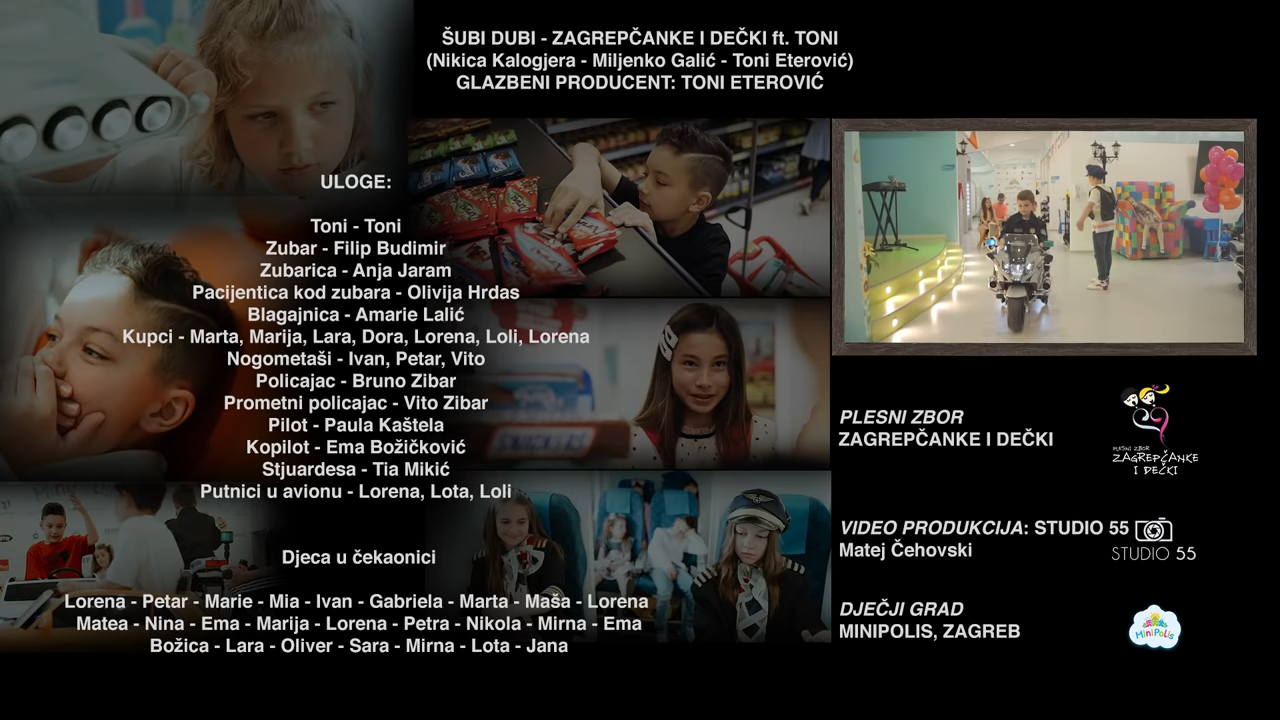 ŠUBI DUBI - ZAGREPČANKE I DEČKI ft. TONI
(Nikica Kalogjera - Miljenko Galić - Toni Eterović)
GLAZBENI PRODUCENT: TONI ETEROVIĆ
ULOGE:
Toni - Toni
Zubar - Filip Budimir
Zubarica - Anja Jaram
Pacijentica kod zubara - Olivija Hrdas
Blagajnica - Amarie Lalić
Kupci - Marta, Marija, Lara, Dora, Lorena, Loli, Lorena
Nogometaši - Ivan, Petar, Vito
Policajac - Bruno Zibar
Prometni policajac - Vito Zibar
Pilot - Paula Kaštela
Kopilot - Ema Božičković
Stjuardesa - Tia Mikić
Putnici u avionu - Lorena, Lota, Loli
Djeca u čekaonici
Lorena - Petar - Marie - Mia - Ivan - Gabriela - Marta - Maša - Lorena
Matea - Nina - Ema - Marija - Lorena - Petra - Nikola - Mirna - Ema
Božica - Lara - Oliver - Sara - Mirna - Lota - Jana
SNICKERS
PLESNI ZBOR
ZAGREPČANKE I DEČKI
PLESNI ZBOR
ZAGREPČANKE
I DEČKI
VIDEO PRODUKCIJA: STUDIO 55
Matej Čehovski
STUDIO 55
DJEČJI GRAD
MINIPOLIS, ZAGREB
MiniPolis